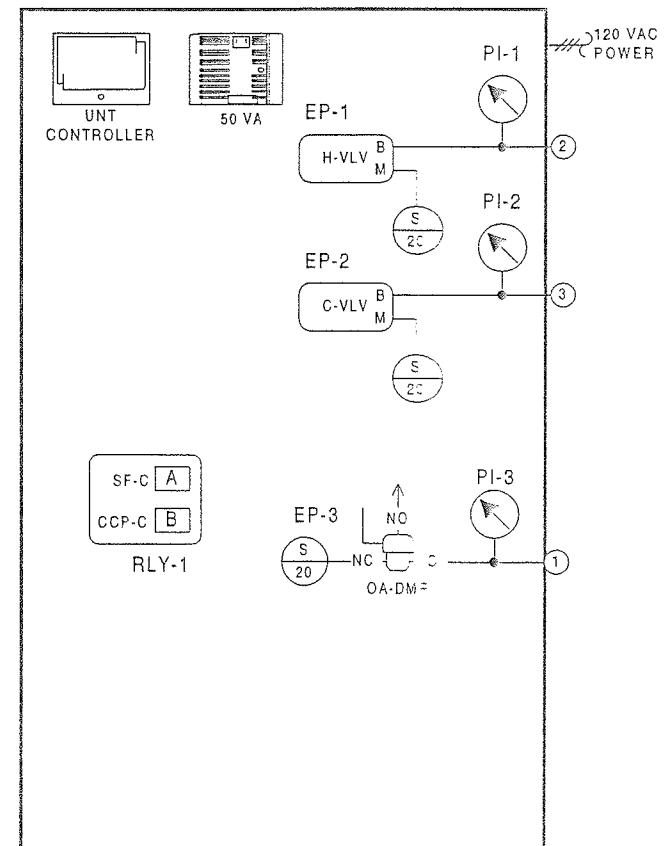 120 VAC
POWER
UNT
CONTROLLER
50 VA
PI-1
EP-1
H-VLV
B
M
2
S
PI-2
EP-2
C-VLV
B
M
3
S
SF-C
A
CCP-C
B
RLY-1
PI-3
EP-3
NO
S
20
NC
1